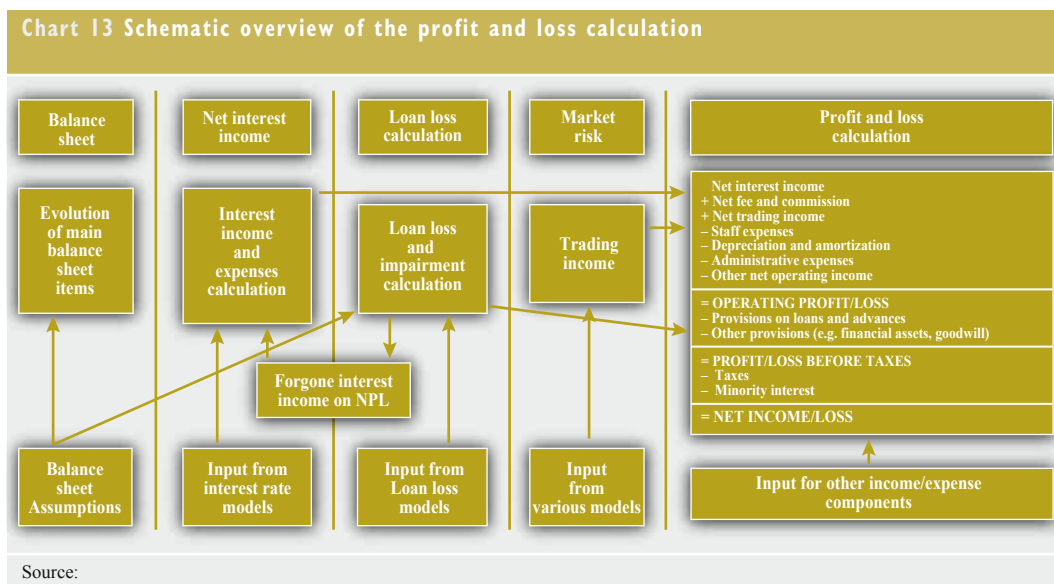 Chart 13 Schematic overview of the profit and loss calculation
Balance
sheet
Net interest
income
Loan loss
calculation
Market
risk
Profit and loss
calculation
Evolution
of main
balance
sheet
items
Interest
income
and
expenses
calculation
Loan loss
and
impairment
calculation
Trading
income
Net interest income
+ Net fee and commission
+ Net trading income
– Staff expenses
– Depreciation and amortization
– Administrative expenses
– Other net operating income
= OPERATING PROFIT/LOSS
– Provisions on loans and advances
– Other provisions (e.g. financial assets, goodwill)
= PROFIT/LOSS BEFORE TAXES
– Taxes
– Minority interest
= NET INCOME/LOSS
Forgone interest
income on NPL
Balance
sheet
Assumptions
Input from
interest rate
models
Input from
Loan loss
models
Input
from
various models
Input for other income/expense
components
Source: